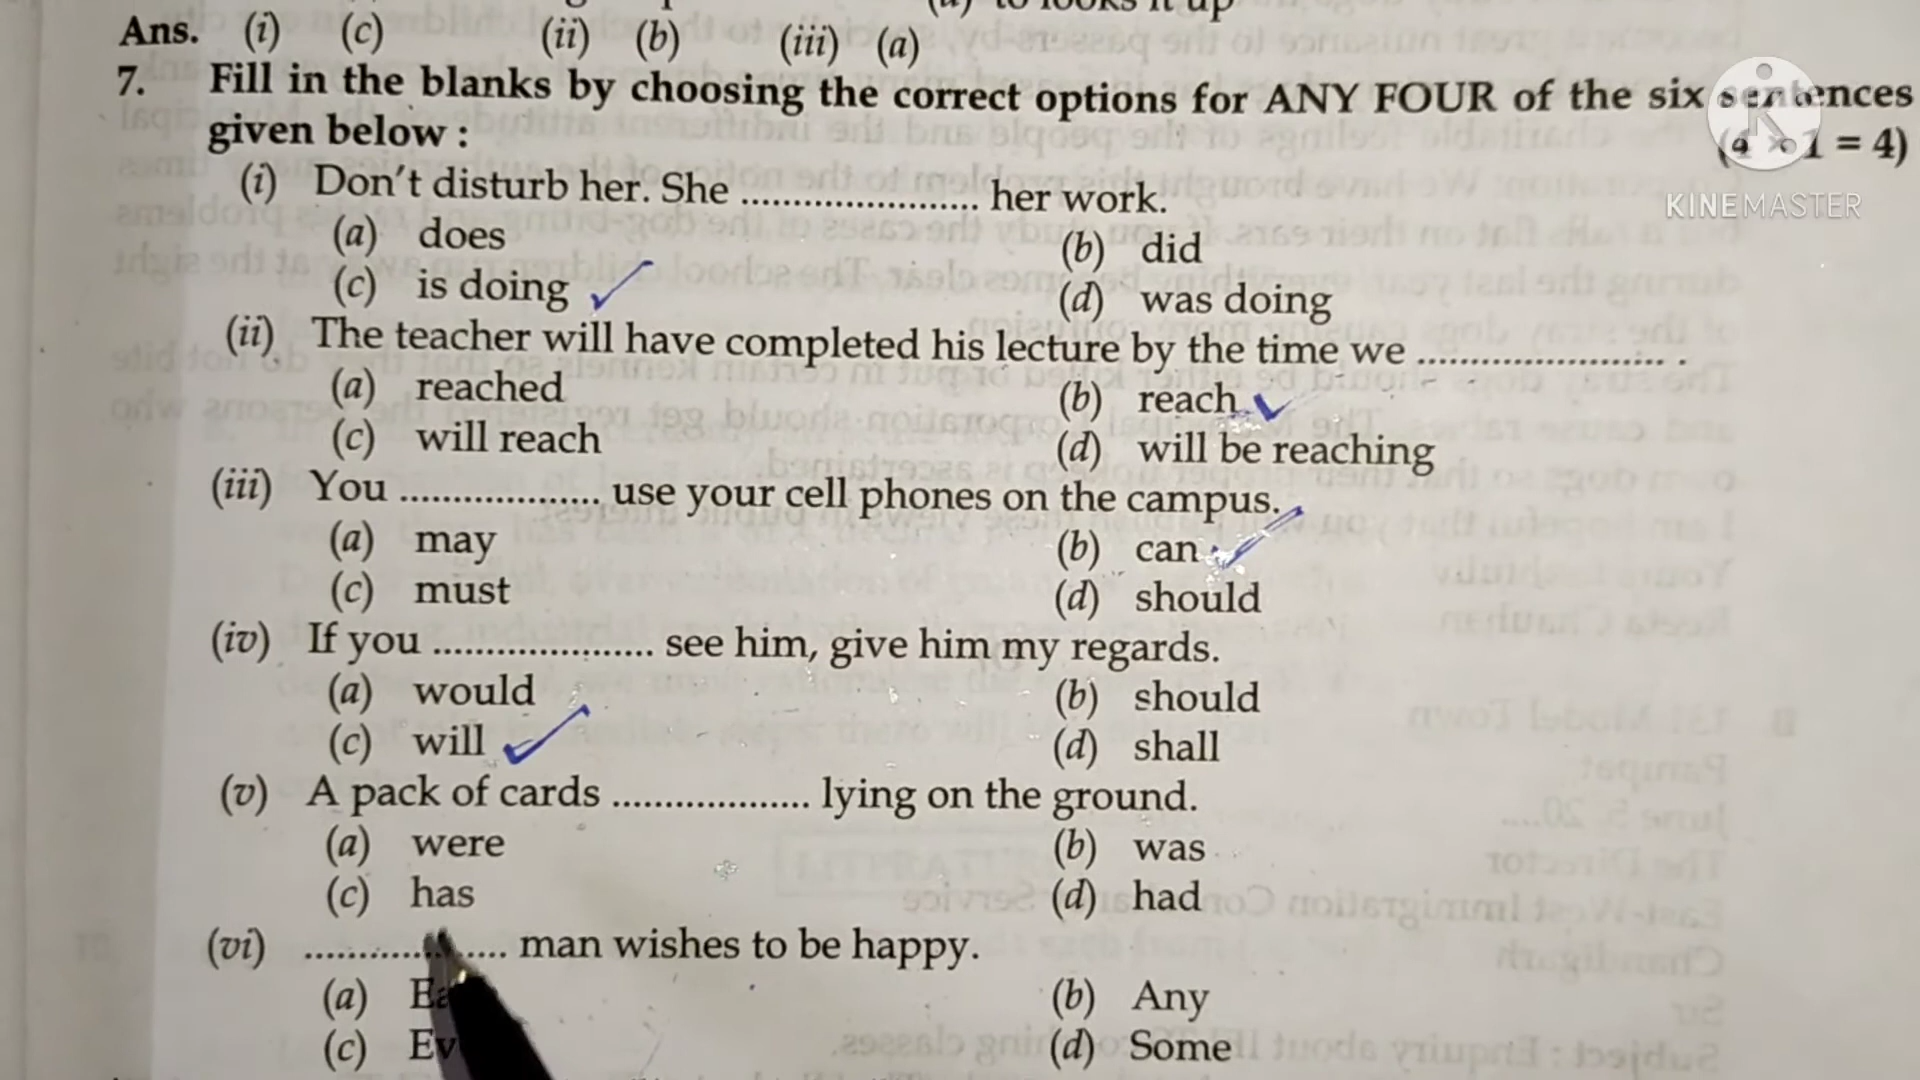 Ans. (i) (c) (ii) (b) (iii) (a)
7. Fill in the blanks by choosing the correct options for ANY FOUR of the six sentences
given below : (4 × 1 = 4)
(i) Don't disturb her. She ...................... her work.
(a) does (b) did
(c) is doing (d) was doing
(ii) The teacher will have completed his lecture by the time we ....................... .
(a) reached (b) reach
(c) will reach (d) will be reaching
(iii) You ................... use your cell phones on the campus.
(a) may (b) can
(c) must (d) should
(iv) If you ..................... see him, give him my regards.
(a) would (b) should
(c) will (d) shall
(v) A pack of cards ................... lying on the ground.
(a) were (b) was
(c) has (d) had
(vi) ................... man wishes to be happy.
(a) (b) Any
(c) (d) Some
KINEMASTER